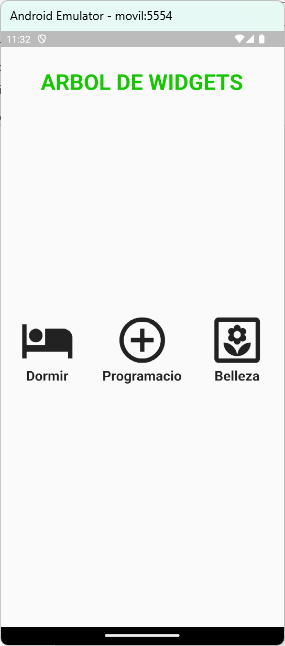 Android Emulator - movil:5554
11:32
ARBOL DE WIDGETS
Dormir Programacio Belleza